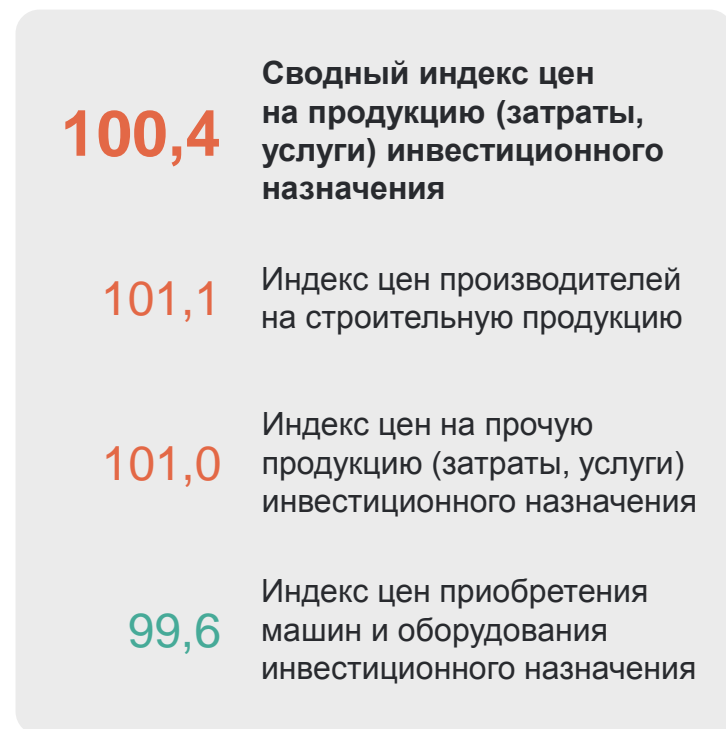 100,4
Сводный индекс цен
на продукцию (затраты,
услуги) инвестиционного
назначения
101,1
Индекс цен производителей
на строительную продукцию
101,0
Индекс цен на прочую
продукцию (затраты, услуги)
инвестиционного назначения
99,6
Индекс цен приобретения
машин и оборудования
инвестиционного назначения